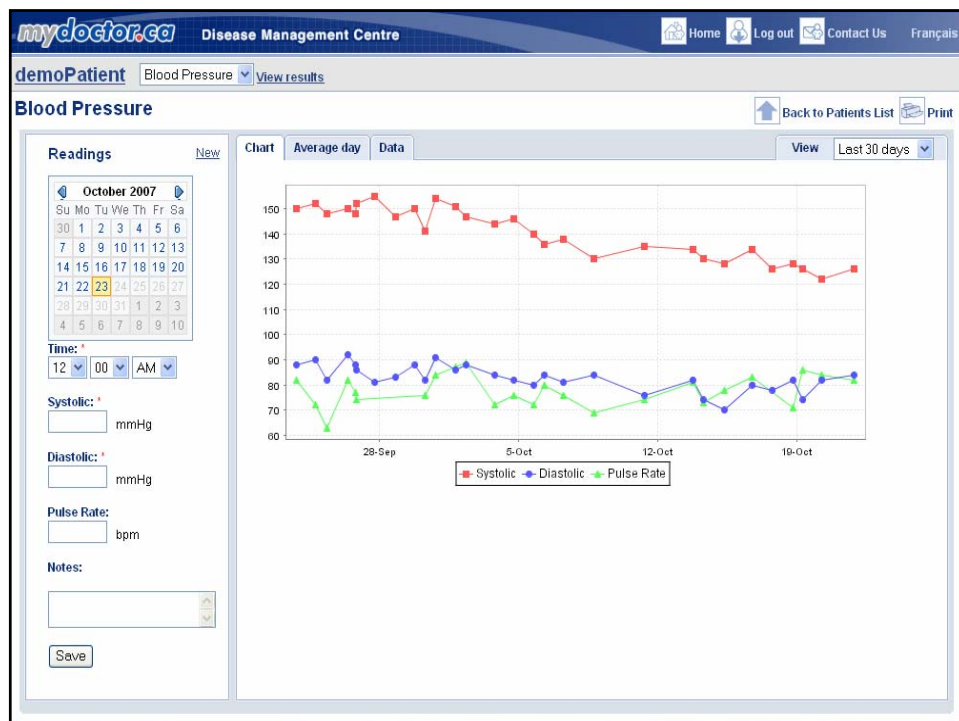 mydoctor.ca Disease Management Centre Home Log out Contact Us Français
demoPatient Blood Pressure View results
Blood Pressure Back to Patients List Print
Readings New
October 2007
Su Mo Tu We Th Fr Sa
30 1 2 3 4 5 6
7 8 9 10 11 12 13
14 15 16 17 18 19 20
21 22 23 24 25 26 27
28 29 30 31 1 2 3
4 5 6 7 8 9 10
Time: *
12 00 AM
Systolic: *
mmHg
Diastolic: *
mmHg
Pulse Rate:
bpm
Notes:
Save
Chart Average day Data View Last 30 days
150
140
130
120
110
100
90
80
70
60
28-Sep 5-Oct 12-Oct 19-Oct
Systolic Diastolic Pulse Rate